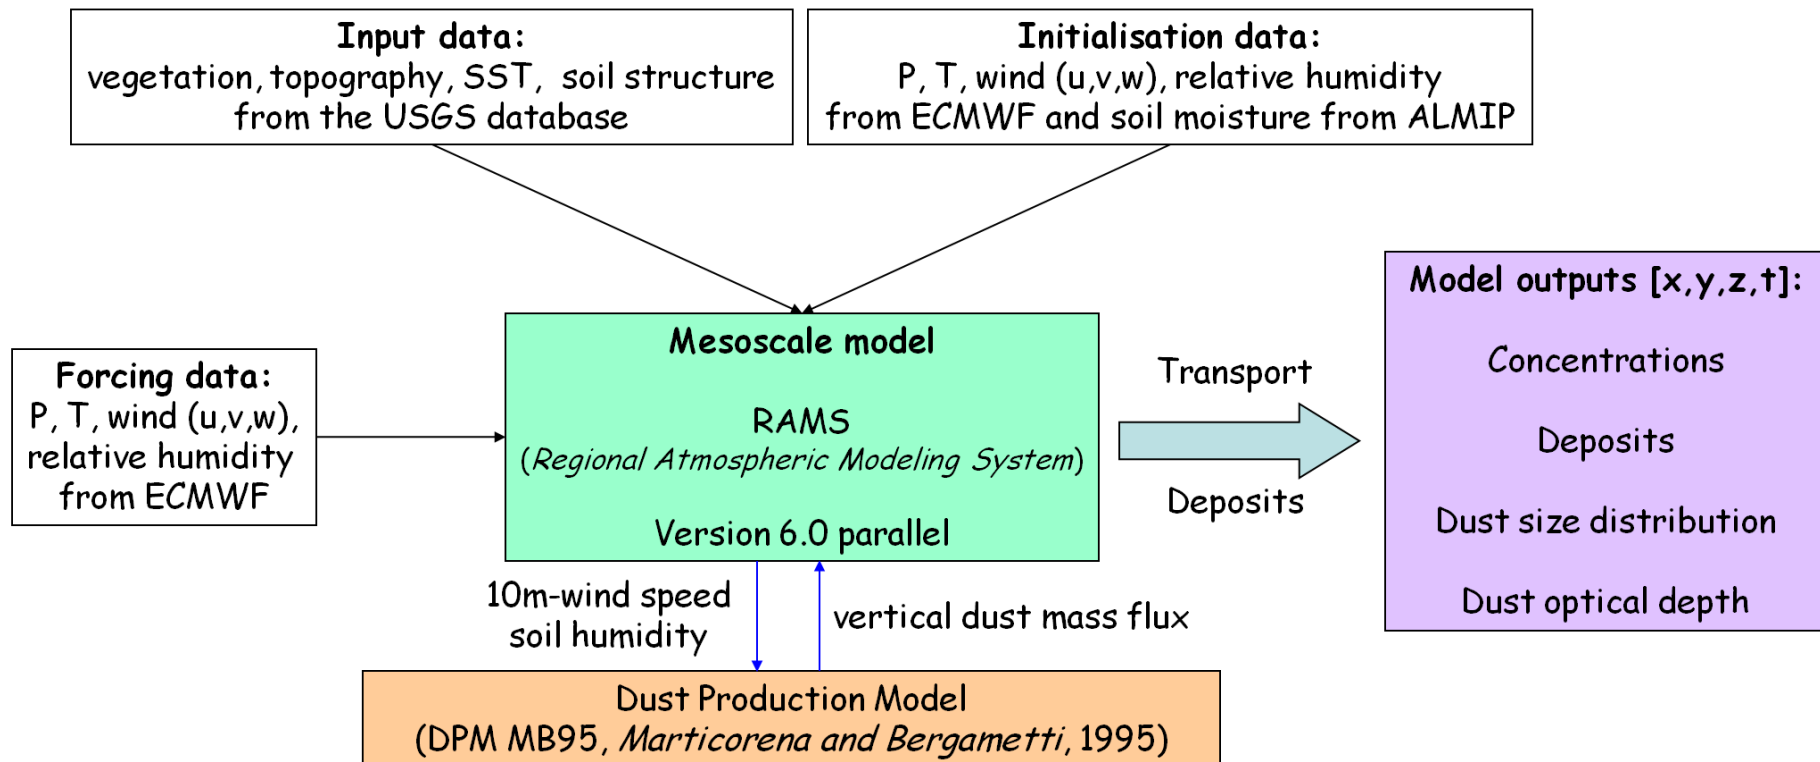 Input data:
vegetation, topography, SST, soil structure
from the USGS database
Initialisation data:
P, T, wind (u,v,w), relative humidity
from ECMWF and soil moisture from ALMIP
Forcing data:
P, T, wind (u,v,w),
relative humidity
from ECMWF
Mesoscale model
RAMS
(Regional Atmospheric Modeling System)
Version 6.0 parallel
Transport
Deposits
Model outputs [x,y,z,t]:
Concentrations
Deposits
Dust size distribution
Dust optical depth
10m-wind speed
soil humidity
vertical dust mass flux
Dust Production Model
(DPM MB95, Marticorena and Bergametti, 1995)